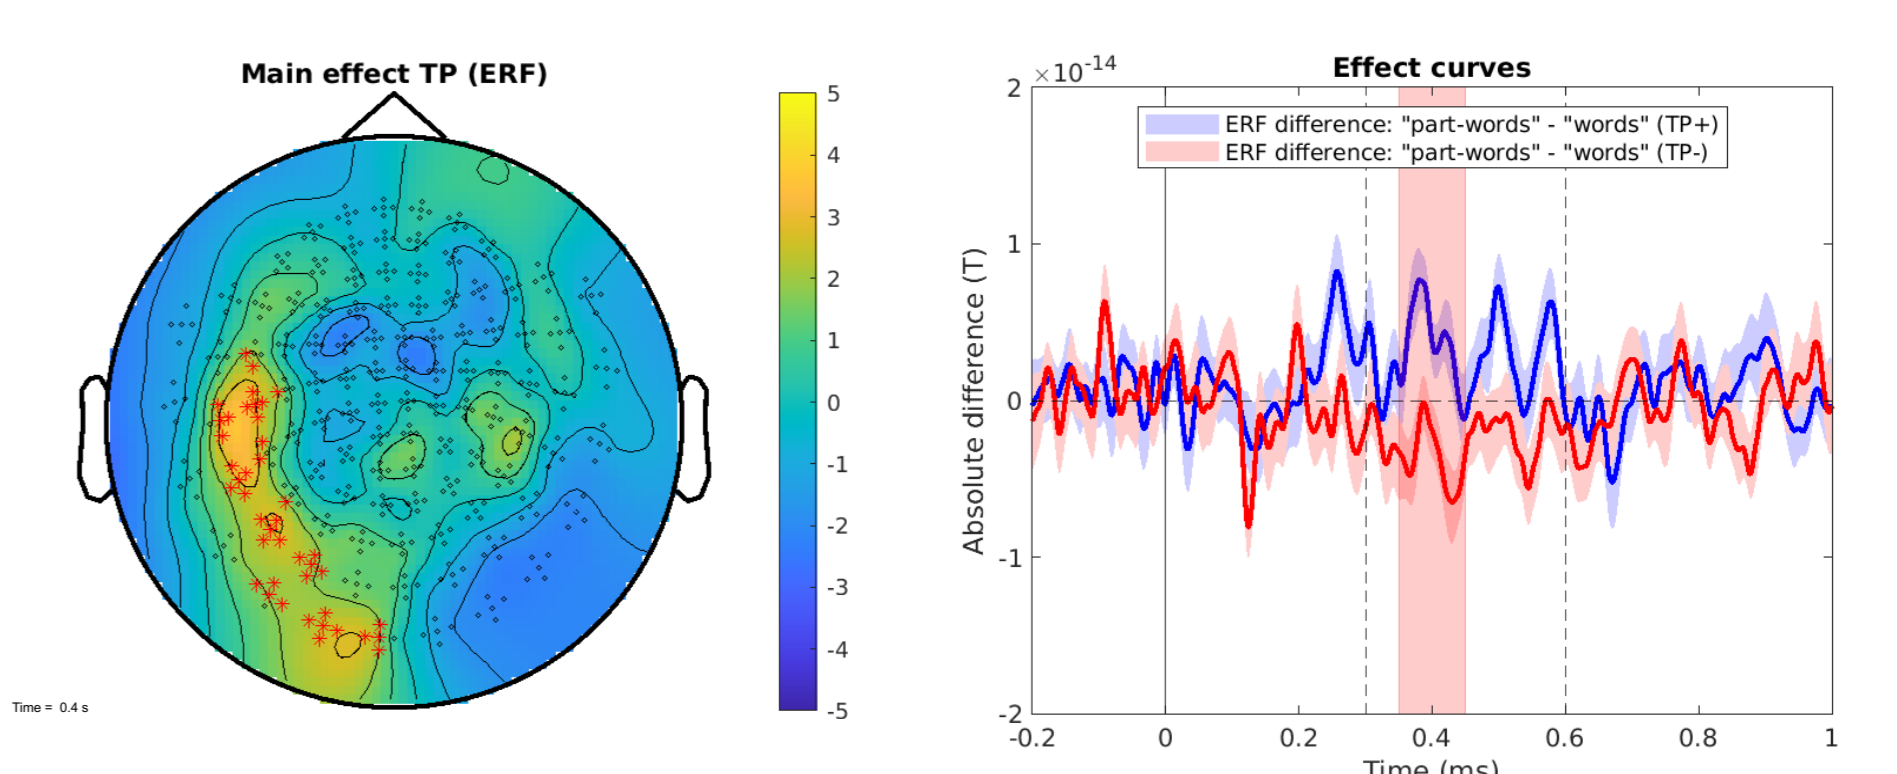 Main effect TP (ERF)
5
4
3
2
1
0
-1
-2
-3
-4
-5
Time = 0.4 s
Effect curves
×10-14
ERF difference: "part-words" - "words" (TP+)
ERF difference: "part-words" - "words" (TP-)
Absolute difference (T)
2
1
0
-1
-2
-0.2 0 0.2 0.4 0.6 0.8 1
Time (ms)